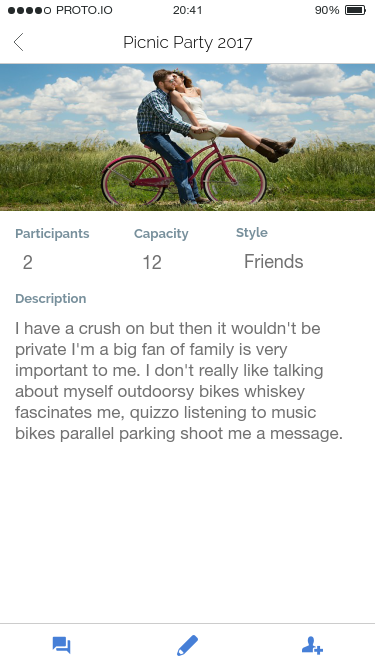 PROTO.IO 20:41 90%
Picnic Party 2017
Participants Capacity Style
2 12 Friends
Description
I have a crush on but then it wouldn't be
private I'm a big fan of family is very
important to me. I don't really like talking
about myself outdoorsy bikes whiskey
fascinates me, quizzo listening to music
bikes parallel parking shoot me a message.